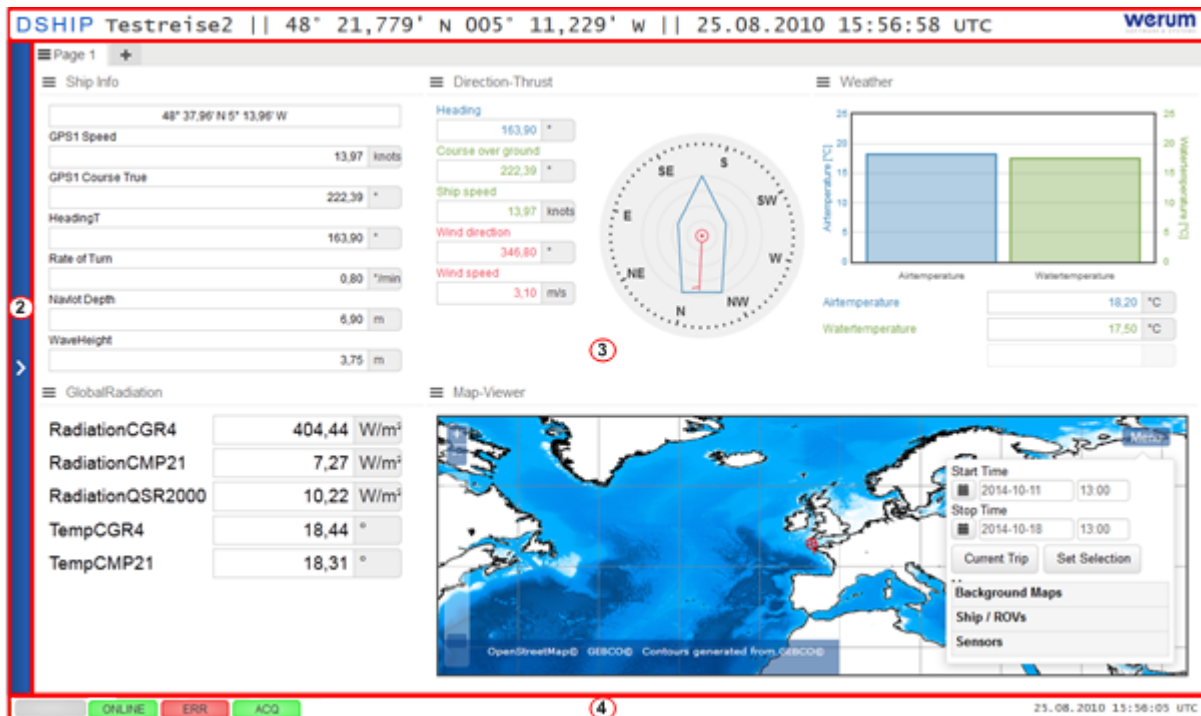 DSHIP Testreise2 || 48° 21,779' N 005° 11,229' W || 25.08.2010 15:56:58 UTC
werum
Page 1 +
2
Ship Info
48° 37,96' N 5° 13,96' W
GPS1 Speed
13,97 knots
GPS1 Course True
222,39 °
HeadingT
163,90 °
Rate of Turn
0,80 °/min
Navlot Depth
6,90 m
WaveHeight
3,75 m
Direction-Thrust
Heading
163,90 °
Course over ground
222,39 °
Ship speed
13,97 knots
Wind direction
346,80 °
Wind speed
3,10 m/s
S
SW
W
NW
N
NE
E
SE
3
Weather
Airtemperature [°C]
25
20
15
10
5
0
25
20
15
10
5
0
Watertemperature [°C]
Airtemperature Watertemperature
Airtemperature 18,20 °C
Watertemperature 17,50 °C
GlobalRadiation
RadiationCGR4 404,44 W/m²
RadiationCMP21 7,27 W/m²
RadiationQSR2000 10,22 W/m²
TempCGR4 18,44 °
TempCMP21 18,31 °
Map-Viewer
+
Menu
Start Time
2014-10-11 13:00
Stop Time
2014-10-18 13:00
Current Trip Set Selection
Background Maps
Ship / ROVs
Sensors
OpenStreetMap© GEBCO© Contours generated from GEBCO©
ONLINE ERR ACQ
4
25.08.2010 15:56:05 UTC